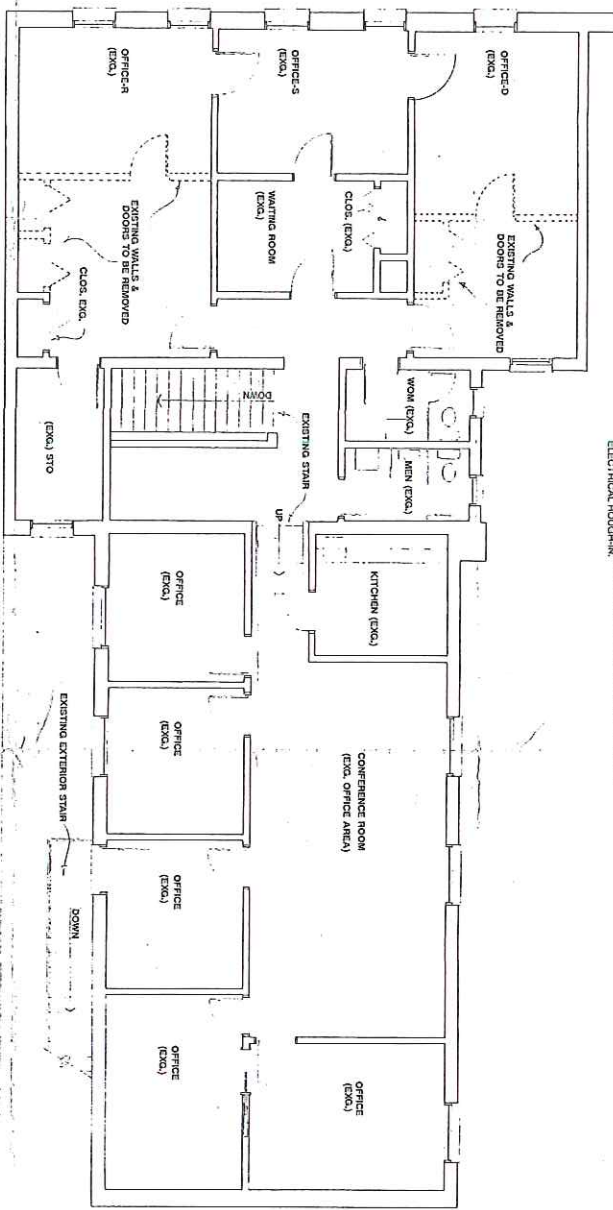 ELECTRICAL ROUGH-IN.
OFFICE-D
(EXG.)
EXISTING WALLS &
DOORS TO BE REMOVED
OFFICE-S
(EXG.)
CLOS. (EXG.)
WAITING ROOM
(EXG.)
OFFICE-R
(EXG.)
EXISTING WALLS &
DOORS TO BE REMOVED
CLOS. EXG.
(EXG.) STO
DOWN
EXISTING STAIR
UP
WOM (EXG.)
MEN (EXG.)
KITCHEN (EXG.)
CONFERENCE ROOM
(EXG. OFFICE AREA)
OFFICE
(EXG.)
OFFICE
(EXG.)
OFFICE
(EXG.)
OFFICE
(EXG.)
OFFICE
(EXG.)
EXISTING EXTERIOR STAIR
DOWN